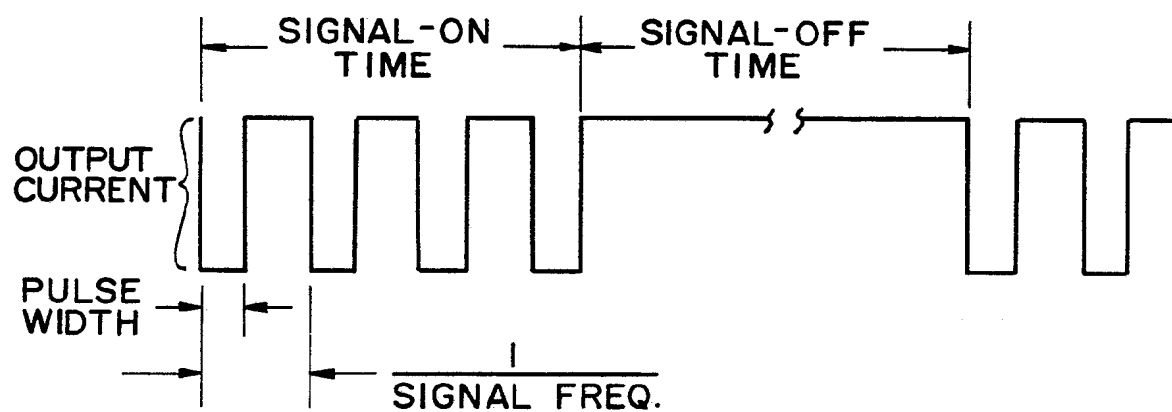 SIGNAL-ON
TIME
SIGNAL-OFF
TIME
OUTPUT
CURRENT
PULSE
WIDTH
1
SIGNAL FREQ.